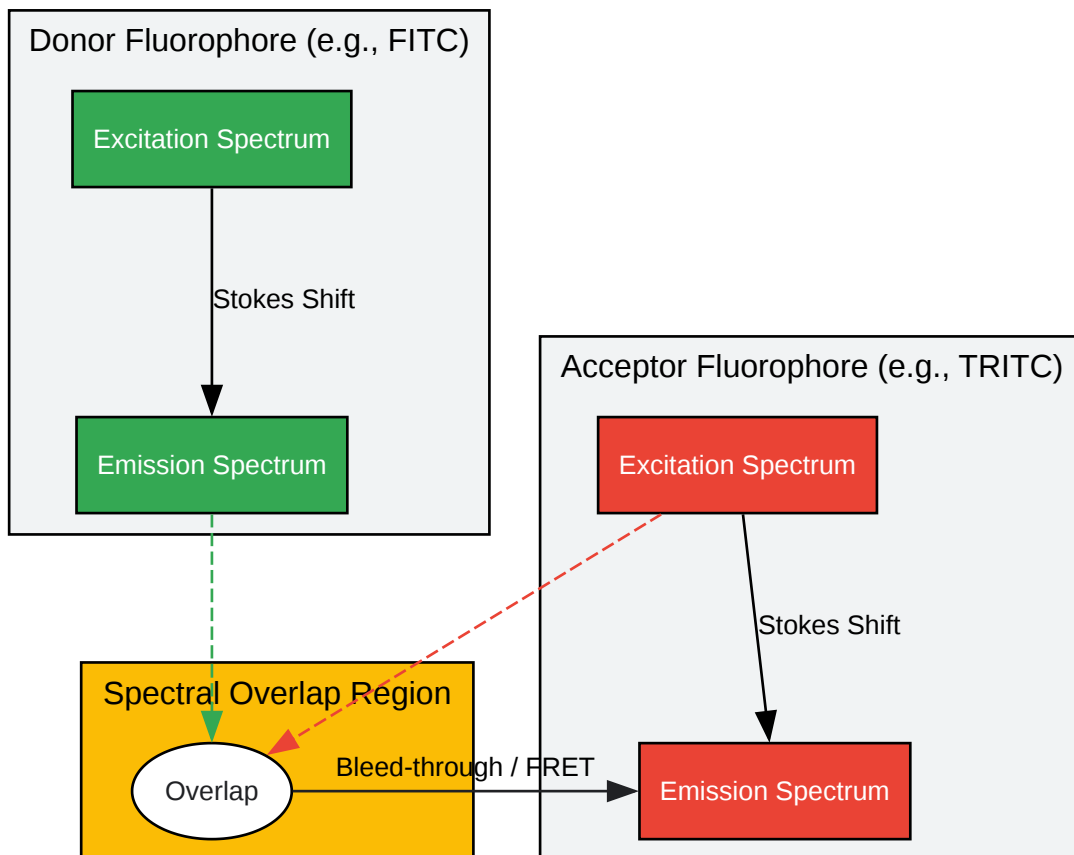 Donor Fluorophore (e.g., FITC)
Excitation Spectrum
Stokes Shift
Emission Spectrum
Acceptor Fluorophore (e.g., TRITC)
Excitation Spectrum
Stokes Shift
Emission Spectrum
Spectral Overlap Region
Overlap
Bleed-through / FRET